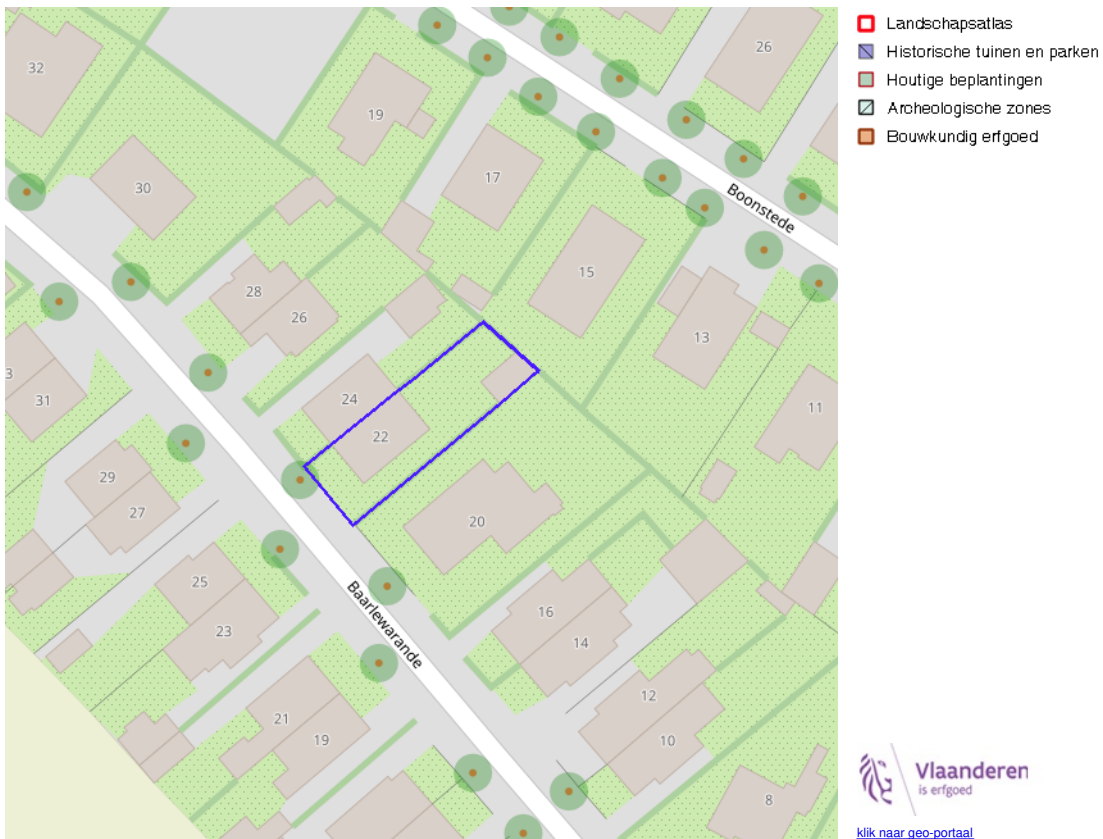 Landschapsatlas
Historische tuinen en parken
Houtige beplantingen
Archeologische zones
Bouwkundig erfgoed
32
26
19
30
17
Boonstede
15
28
26
13
24
22
3
31
11
29
27
20
25
23
16
14
Baarlewarande
21
19
12
10
8
Vlaanderen
is erfgoed
klik naar geo-portaal